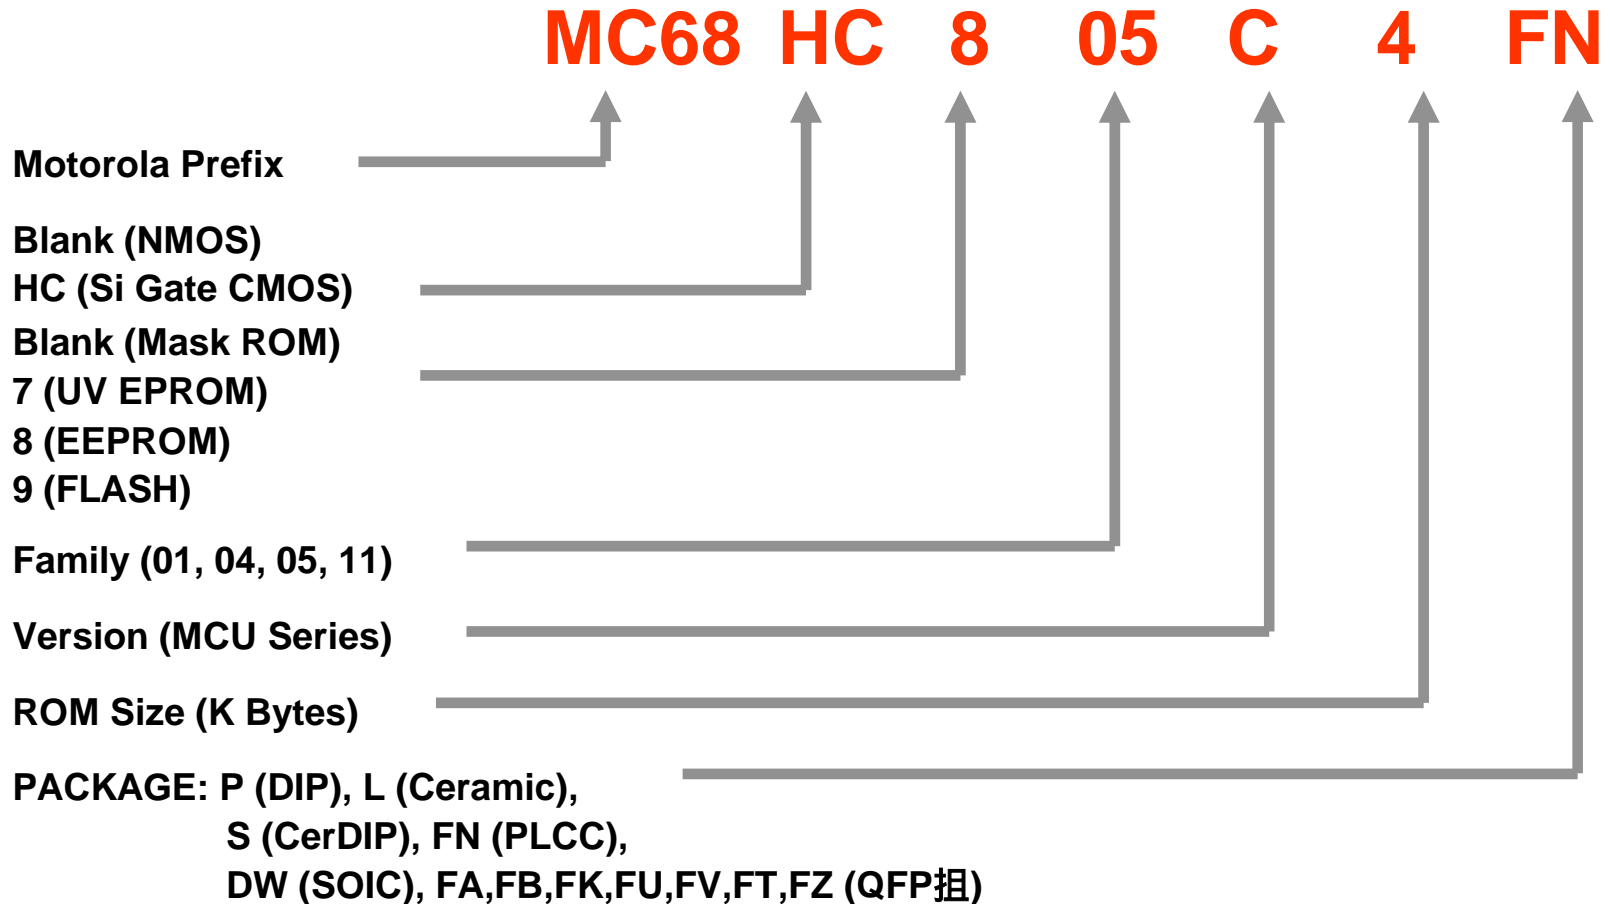 MC68 HC 8 05 C 4 FN
Motorola Prefix
Blank (NMOS)
HC (Si Gate CMOS)
Blank (Mask ROM)
7 (UV EPROM)
8 (EEPROM)
9 (FLASH)
Family (01, 04, 05, 11)
Version (MCU Series)
ROM Size (K Bytes)
PACKAGE: P (DIP), L (Ceramic),
S (CerDIP), FN (PLCC),
DW (SOIC), FA,FB,FK,FU,FV,FT,FZ (QFP抯)